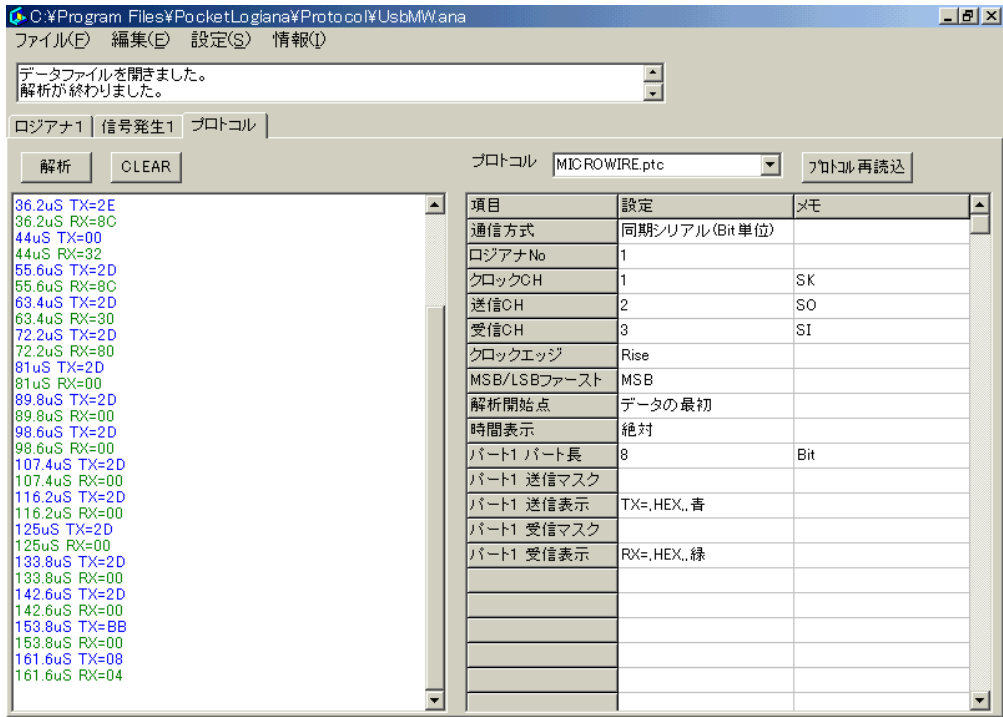 C:¥Program Files¥PocketLogiana¥Protocol¥UsbMW.ana
ファイル(F) 編集(E) 設定(S) 情報(I)
データファイルを開きました。
解析が終わりました。
ロジアナ1 信号発生1 プロトコル
解析 CLEAR
プロトコル MICROWIRE.ptc プロトコル再読込
36.2uS TX=2E
36.2uS RX=8C
44uS TX=00
44uS RX=32
55.6uS TX=2D
55.6uS RX=8C
63.4uS TX=2D
63.4uS RX=30
72.2uS TX=2D
72.2uS RX=80
81uS TX=2D
81uS RX=00
89.8uS TX=2D
89.8uS RX=00
98.6uS TX=2D
98.6uS RX=00
107.4uS TX=2D
107.4uS RX=00
116.2uS TX=2D
116.2uS RX=00
125uS TX=2D
125uS RX=00
133.8uS TX=2D
133.8uS RX=00
142.6uS TX=2D
142.6uS RX=00
153.8uS TX=BB
153.8uS RX=00
161.6uS TX=08
161.6uS RX=04
項目 設定 メモ
通信方式 同期シリアル(Bit単位)
ロジアナNo 1
クロックCH 1 SK
送信CH 2 SO
受信CH 3 SI
クロックエッジ Rise
MSB/LSBファースト MSB
解析開始点 データの最初
時間表示 絶対
パート1 パート長 8 Bit
パート1 送信マスク
パート1 送信表示 TX=,HEX,,青
パート1 受信マスク
パート1 受信表示 RX=,HEX,,緑